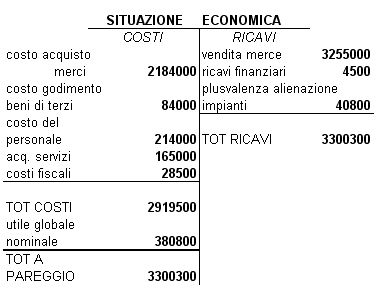 SITUAZIONE ECONOMICA
COSTI RICAVI
costo acquisto vendita merce 3255000
merci 2184000 ricavi finanziari 4500
costo godimento plusvalenza alienazione
beni di terzi 84000 impianti 40800
costo del
personale 214000 TOT RICAVI 3300300
acq. servizi 165000
costi fiscali 28500
TOT COSTI 2919500
utile globale
nominale 380800
TOT A
PAREGGIO 3300300